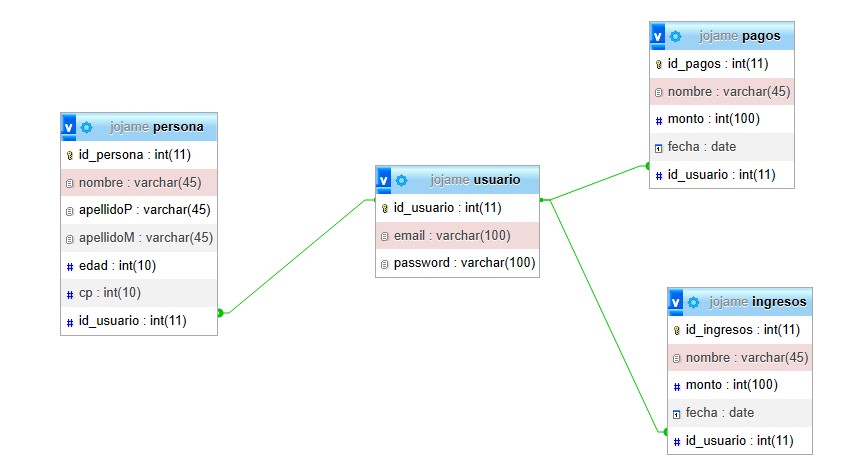 jojame persona
id_persona : int(11)
nombre : varchar(45)
apellidoP : varchar(45)
apellidoM : varchar(45)
edad : int(10)
cp : int(10)
id_usuario : int(11)
jojame usuario
id_usuario : int(11)
email : varchar(100)
password : varchar(100)
jojame pagos
id_pagos : int(11)
nombre : varchar(45)
monto : int(100)
fecha : date
id_usuario : int(11)
jojame ingresos
id_ingresos : int(11)
nombre : varchar(45)
monto : int(100)
fecha : date
id_usuario : int(11)